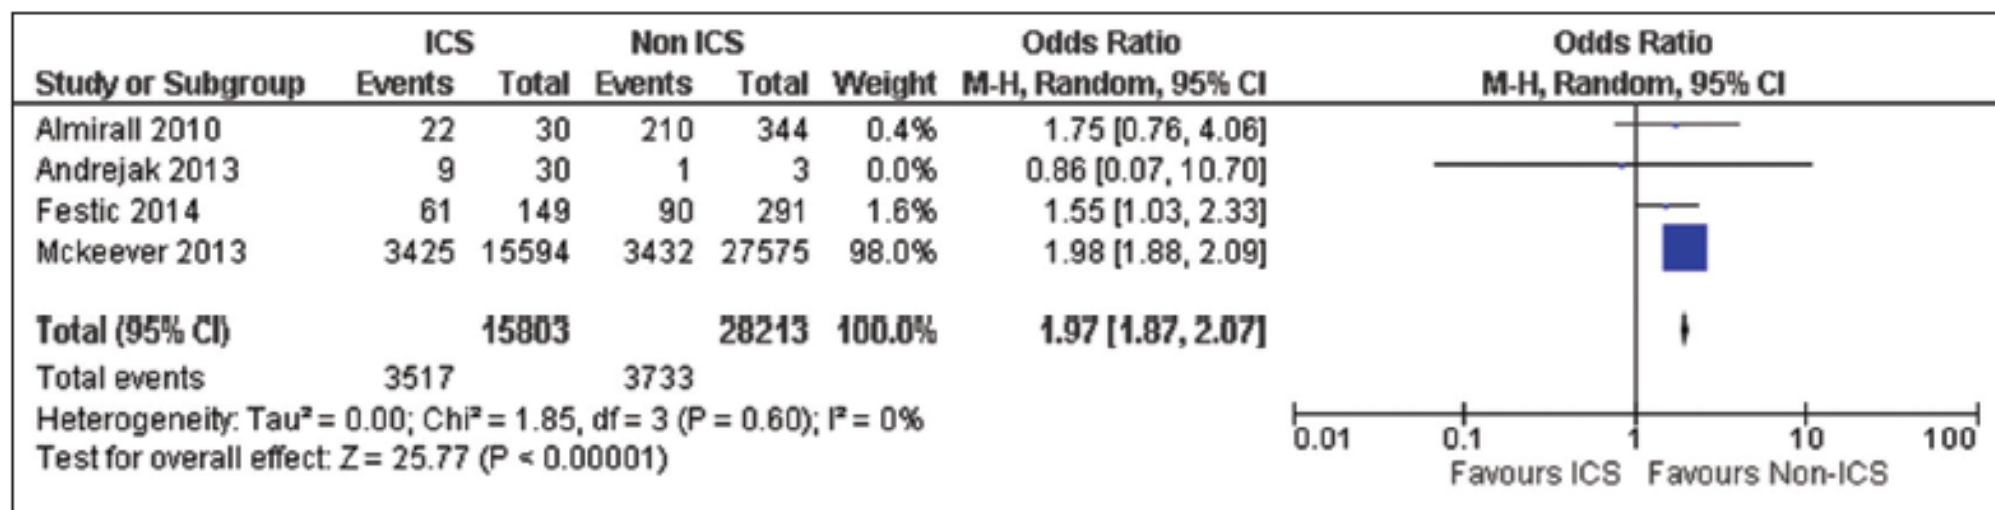 ICS Non ICS Odds Ratio Odds Ratio
Study or Subgroup Events Total Events Total Weight M-H, Random, 95% CI M-H, Random, 95% CI
Almirall 2010 22 30 210 344 0.4% 1.75 [0.76, 4.06]
Andrejak 2013 9 30 1 3 0.0% 0.86 [0.07, 10.70]
Festic 2014 61 149 90 291 1.6% 1.55 [1.03, 2.33]
Mckeever 2013 3425 15594 3432 27575 98.0% 1.98 [1.88, 2.09]
Total (95% CI) 15803 28213 100.0% 1.97 [1.87, 2.07]
Total events 3517 3733
Heterogeneity: Tau² = 0.00; Chi² = 1.85, df = 3 (P = 0.60); I² = 0%
Test for overall effect: Z = 25.77 (P < 0.00001)
0.01 0.1 1 10 100
Favours ICS Favours Non-ICS